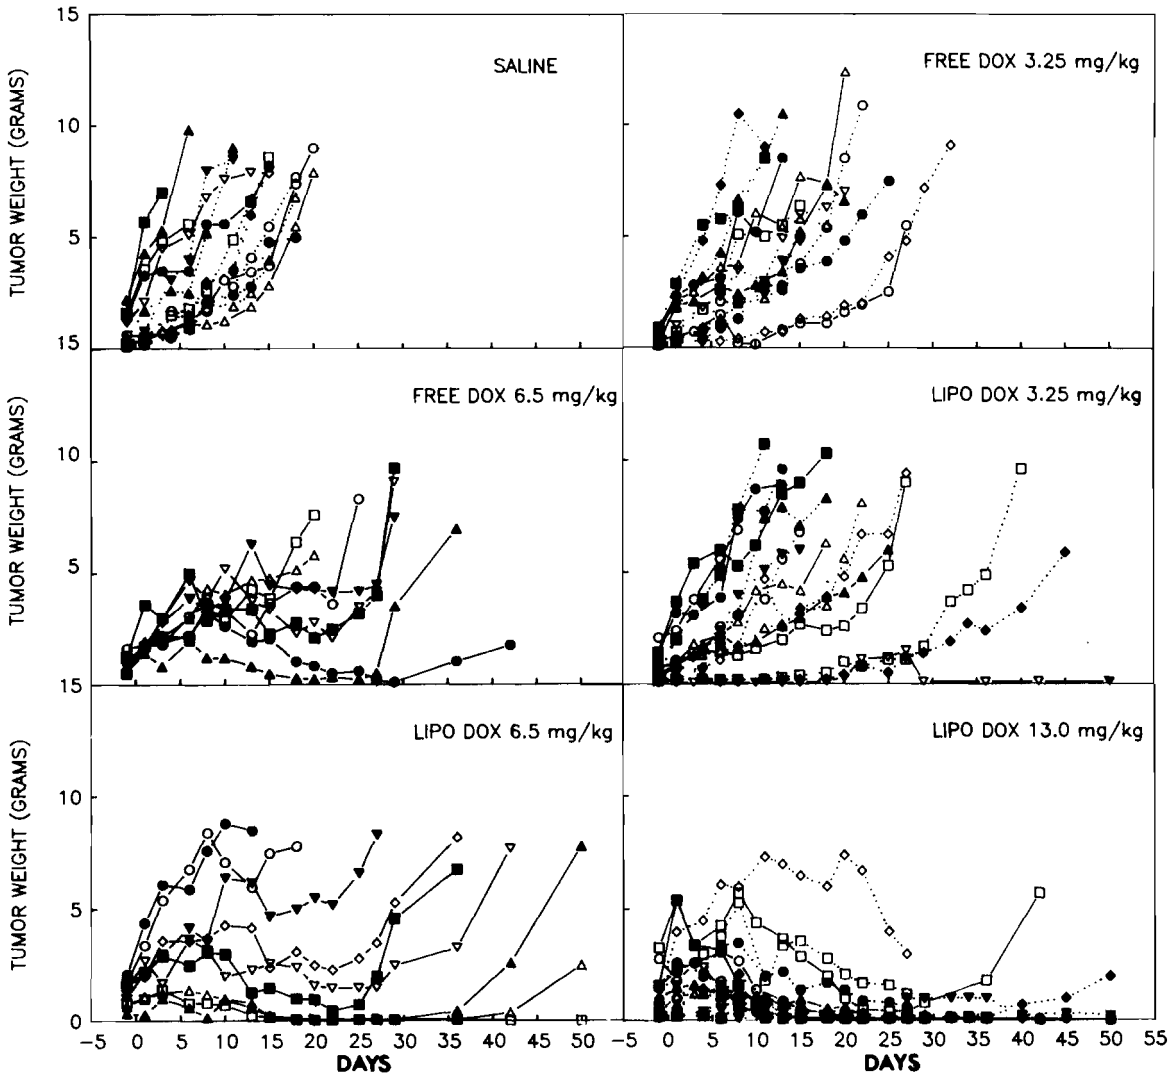 15
SALINE
FREE DOX 3.25 mg/kg
10
5
TUMOR WEIGHT (GRAMS)
15
FREE DOX 6.5 mg/kg
LIPO DOX 3.25 mg/kg
10
5
TUMOR WEIGHT (GRAMS)
15
LIPO DOX 6.5 mg/kg
LIPO DOX 13.0 mg/kg
10
5
0
TUMOR WEIGHT (GRAMS)
-5 0 5 10 15 20 25 30 35 40 45 50 -5 0 5 10 15 20 25 30 35 40 45 50 55
DAYS DAYS